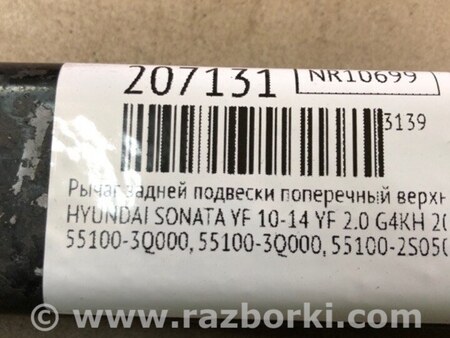 207131 NR10699
3139
Рычаг задней подвески поперечный верхн
HYUNDAI SONATA YF 10-14 YF 2.0 G4KH 20
55100-3Q000, 55100-3Q000, 55100-2S050
www.razborki.com